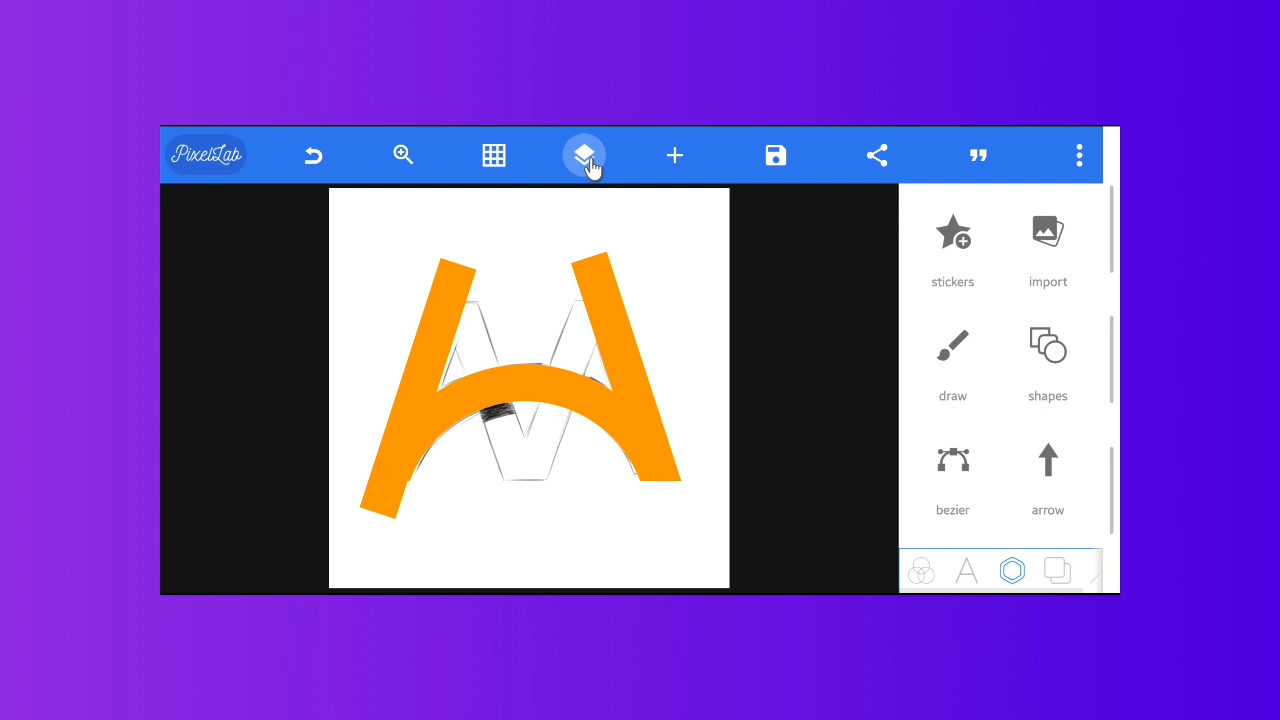 PixelLab
stickers
import
draw
shapes
bezier
arrow